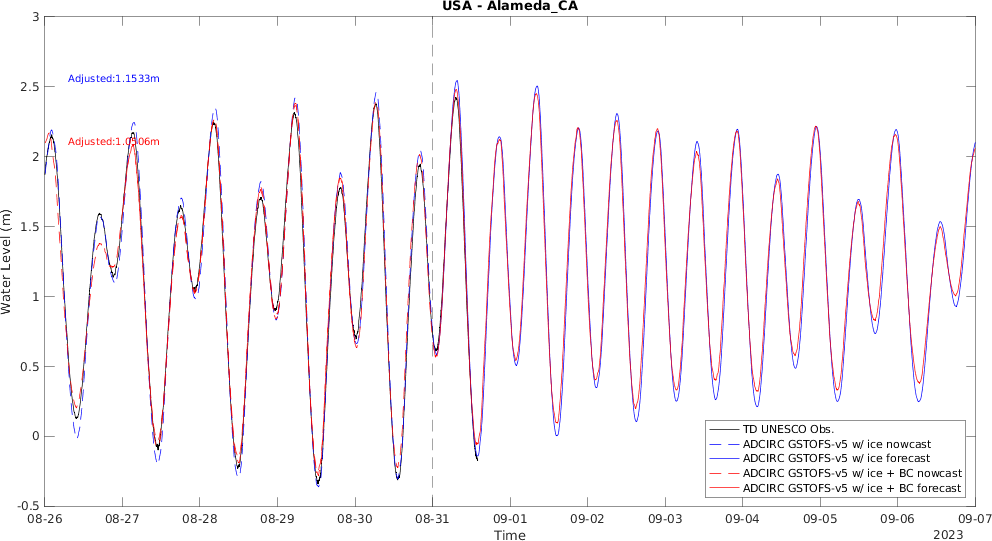 USA - Alameda_CA
3
2.5
2
1.5
1
0.5
0
-0.5
Water Level (m)
Adjusted:1.1533m
Adjusted:1.0506m
TD UNESCO Obs.
ADCIRC GSTOFS-v5 w/ ice nowcast
ADCIRC GSTOFS-v5 w/ ice forecast
ADCIRC GSTOFS-v5 w/ ice + BC nowcast
ADCIRC GSTOFS-v5 w/ ice + BC forecast
08-26 08-27 08-28 08-29 08-30 08-31 09-01 09-02 09-03 09-04 09-05 09-06 09-07
Time
2023